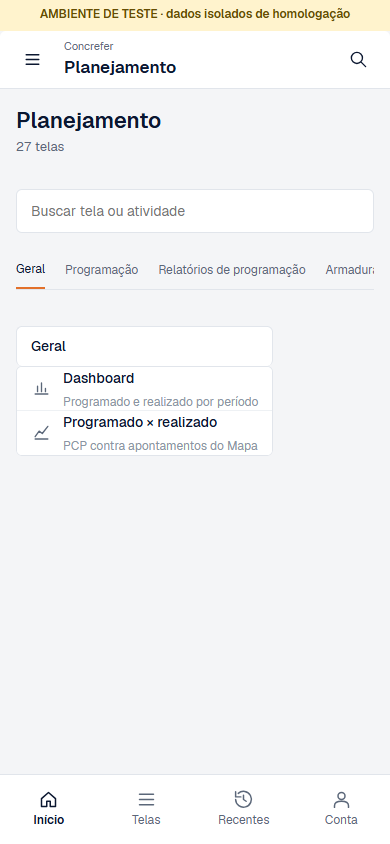 AMBIENTE DE TESTE · dados isolados de homologação
Concrefer
Planejamento
Planejamento
27 telas
Buscar tela ou atividade
Geral Programação Relatórios de programação Armadura
Geral
Dashboard
Programado e realizado por período
Programado × realizado
PCP contra apontamentos do Mapa
Início Telas Recentes Conta